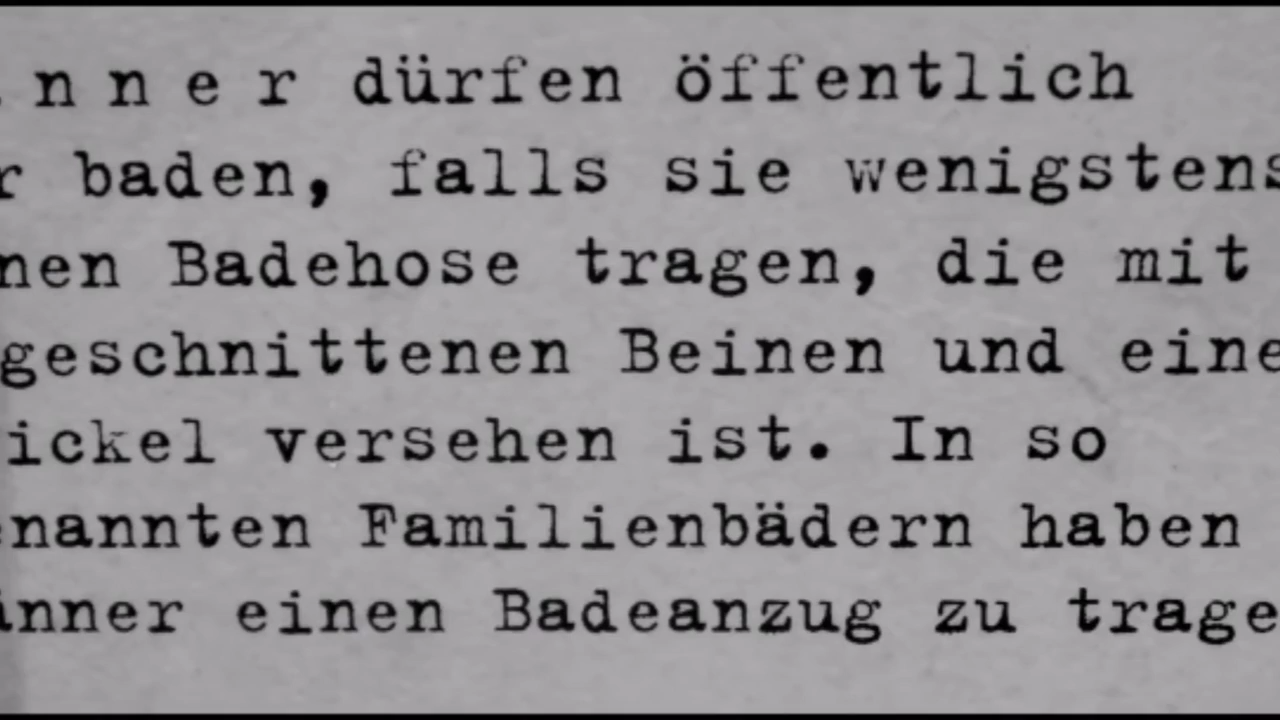 nner dürfen öffentlich
r baden, falls sie wenigstens
nen Badehose tragen, die mit
geschnittenen Beinen und eine
ickel versehen ist. In so
nannten Familienbädern haben
nner einen Badeanzug zu trage